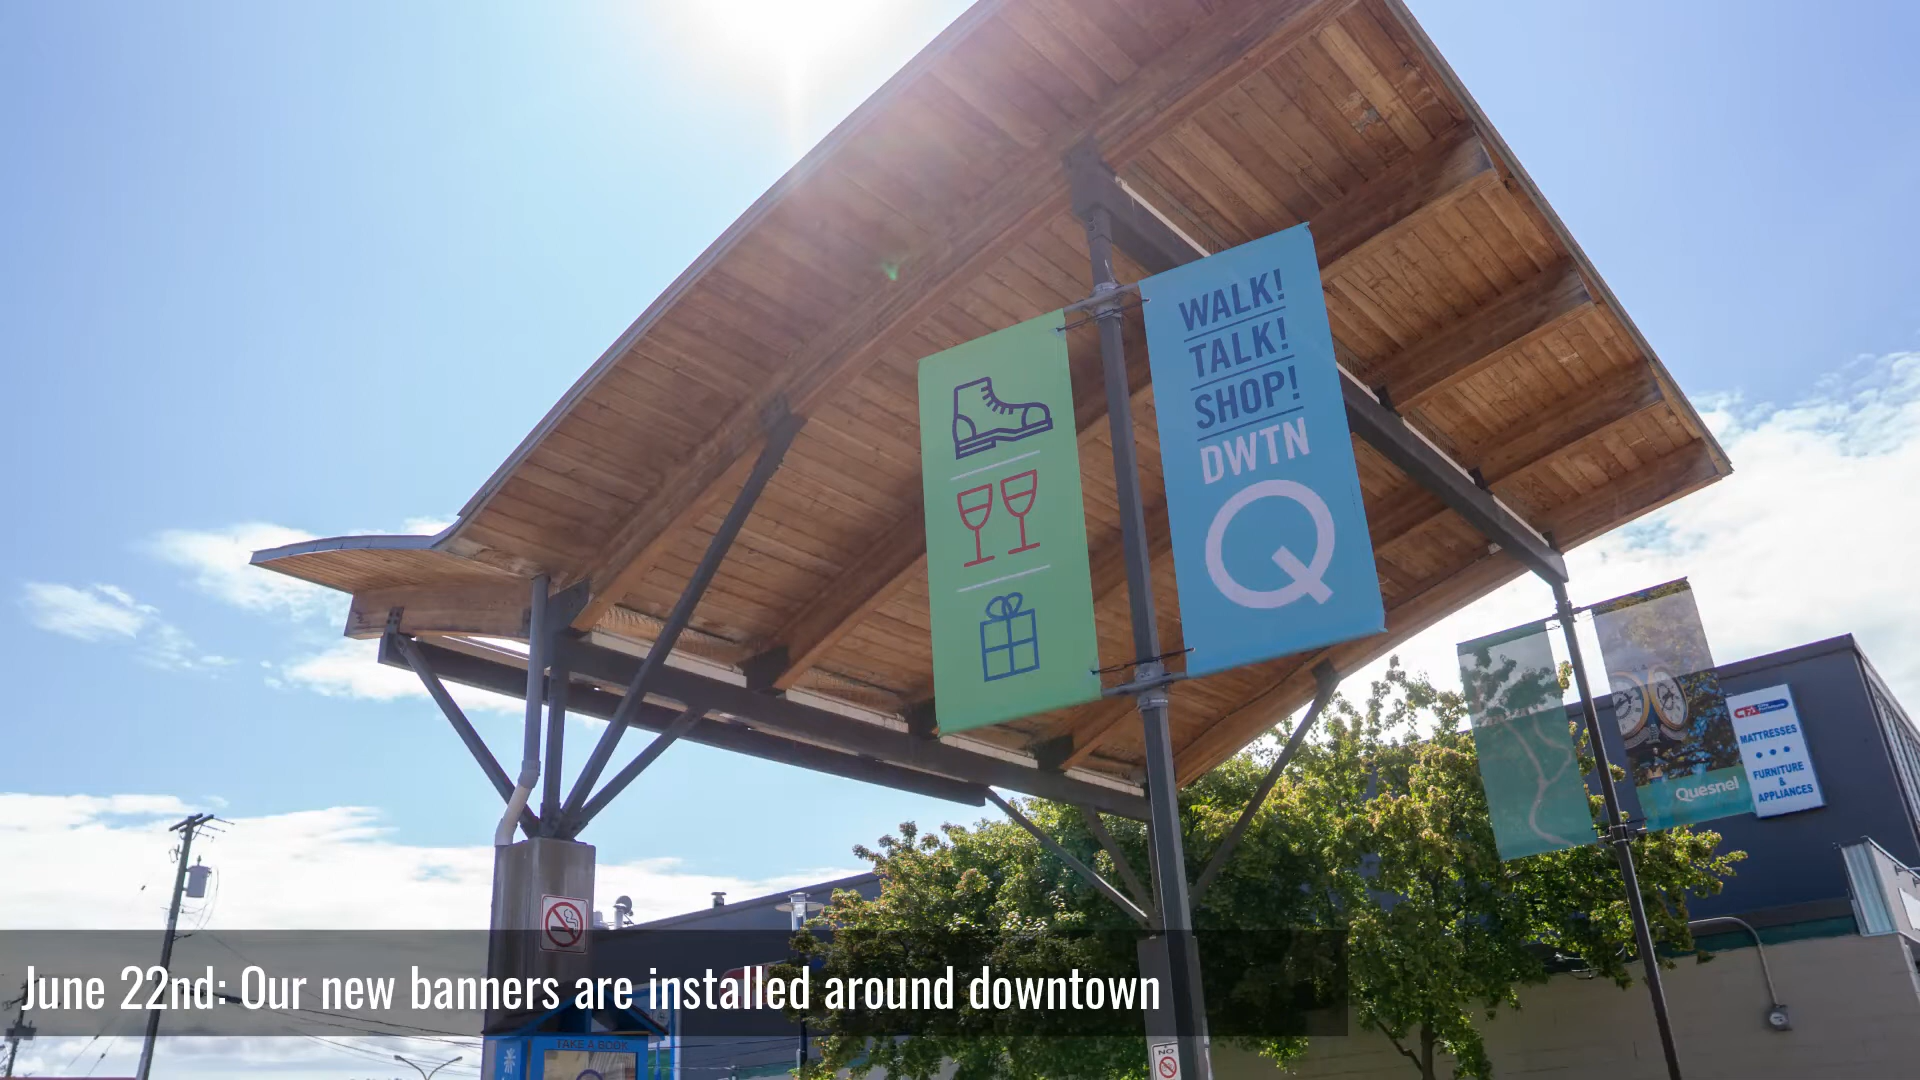 WALK!
TALK!
SHOP!
DWTN
Q
MATTRESSES
FURNITURE
&
APPLIANCES
Quesnel
June 22nd: Our new banners are installed around downtown
TAKE A BOOK
NO